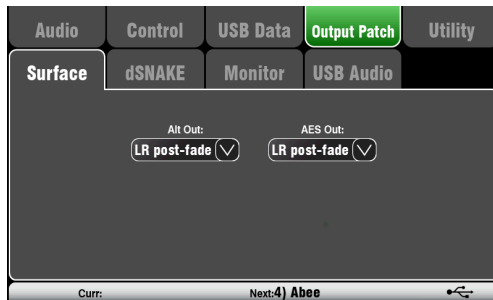 Audio Control USB Data Output Patch Utility
Surface dSNAKE Monitor USB Audio
Alt Out: AES Out:
LR post-fade LR post-fade
Curr: Next:4) Abee